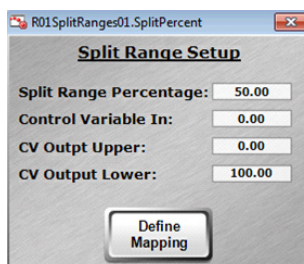 R01SplitRanges01.SplitPercent
Split Range Setup
Split Range Percentage: 50.00
Control Variable In: 0.00
CV Outpt Upper: 0.00
CV Output Lower: 100.00
Define
Mapping